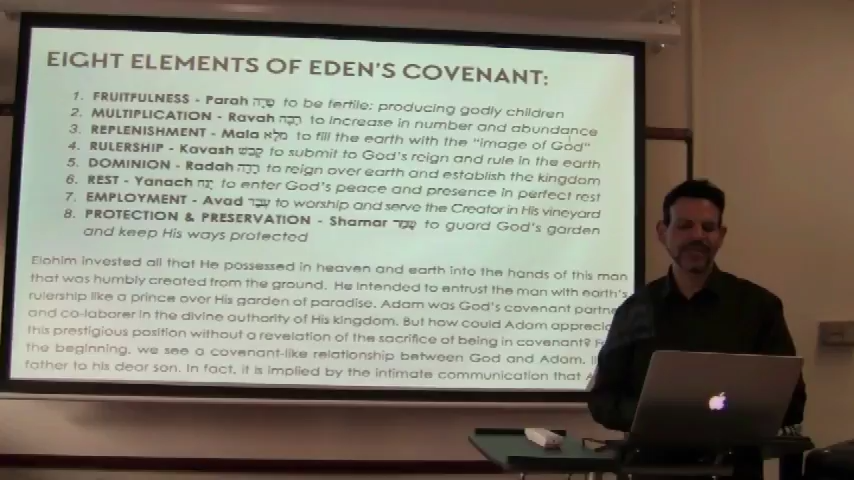 EIGHT ELEMENTS OF EDEN'S COVENANT:
1. FRUITFULNESS - Parah פָּרָה to be fertile; producing godly children
2. MULTIPLICATION - Ravah רָבָה to increase in number and abundance
3. REPLENISHMENT - Mala מָלֵא to fill the earth with the "image of God"
4. RULERSHIP - Kavash כָּבַשׁ to submit to God's reign and rule in the earth
5. DOMINION - Radah רָדָה to reign over earth and establish the kingdom
6. REST - Yanach יָנַח to enter God's peace and presence in perfect rest
7. EMPLOYMENT - Avad עָבַד to worship and serve the Creator in His vineyard
8. PROTECTION & PRESERVATION - Shamar שָׁמַר to guard God's garden
and keep His ways protected
Elohim invested all that He possessed in heaven and earth into the hands of this man
that was humbly created from the ground. He intended to entrust the man with earth's
rulership like a prince over His garden of paradise. Adam was God's covenant partn
and co-laborer in the divine authority of His kingdom. But how could Adam apprecia
this prestigious position without a revelation of the sacrifice of being in covenant?
the beginning, we see a covenant-like relationship between God and Adam.
father to his dear son. In fact, it is implied by the intimate communication that